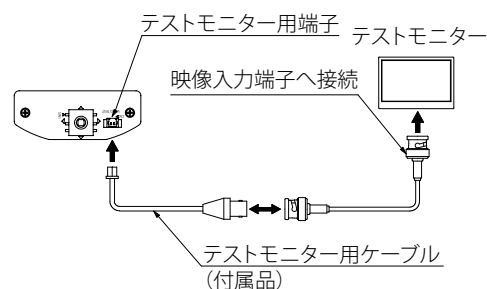 テストモニター用端子
テストモニター
映像入力端子へ接続
テストモニター用ケーブル
（付属品）